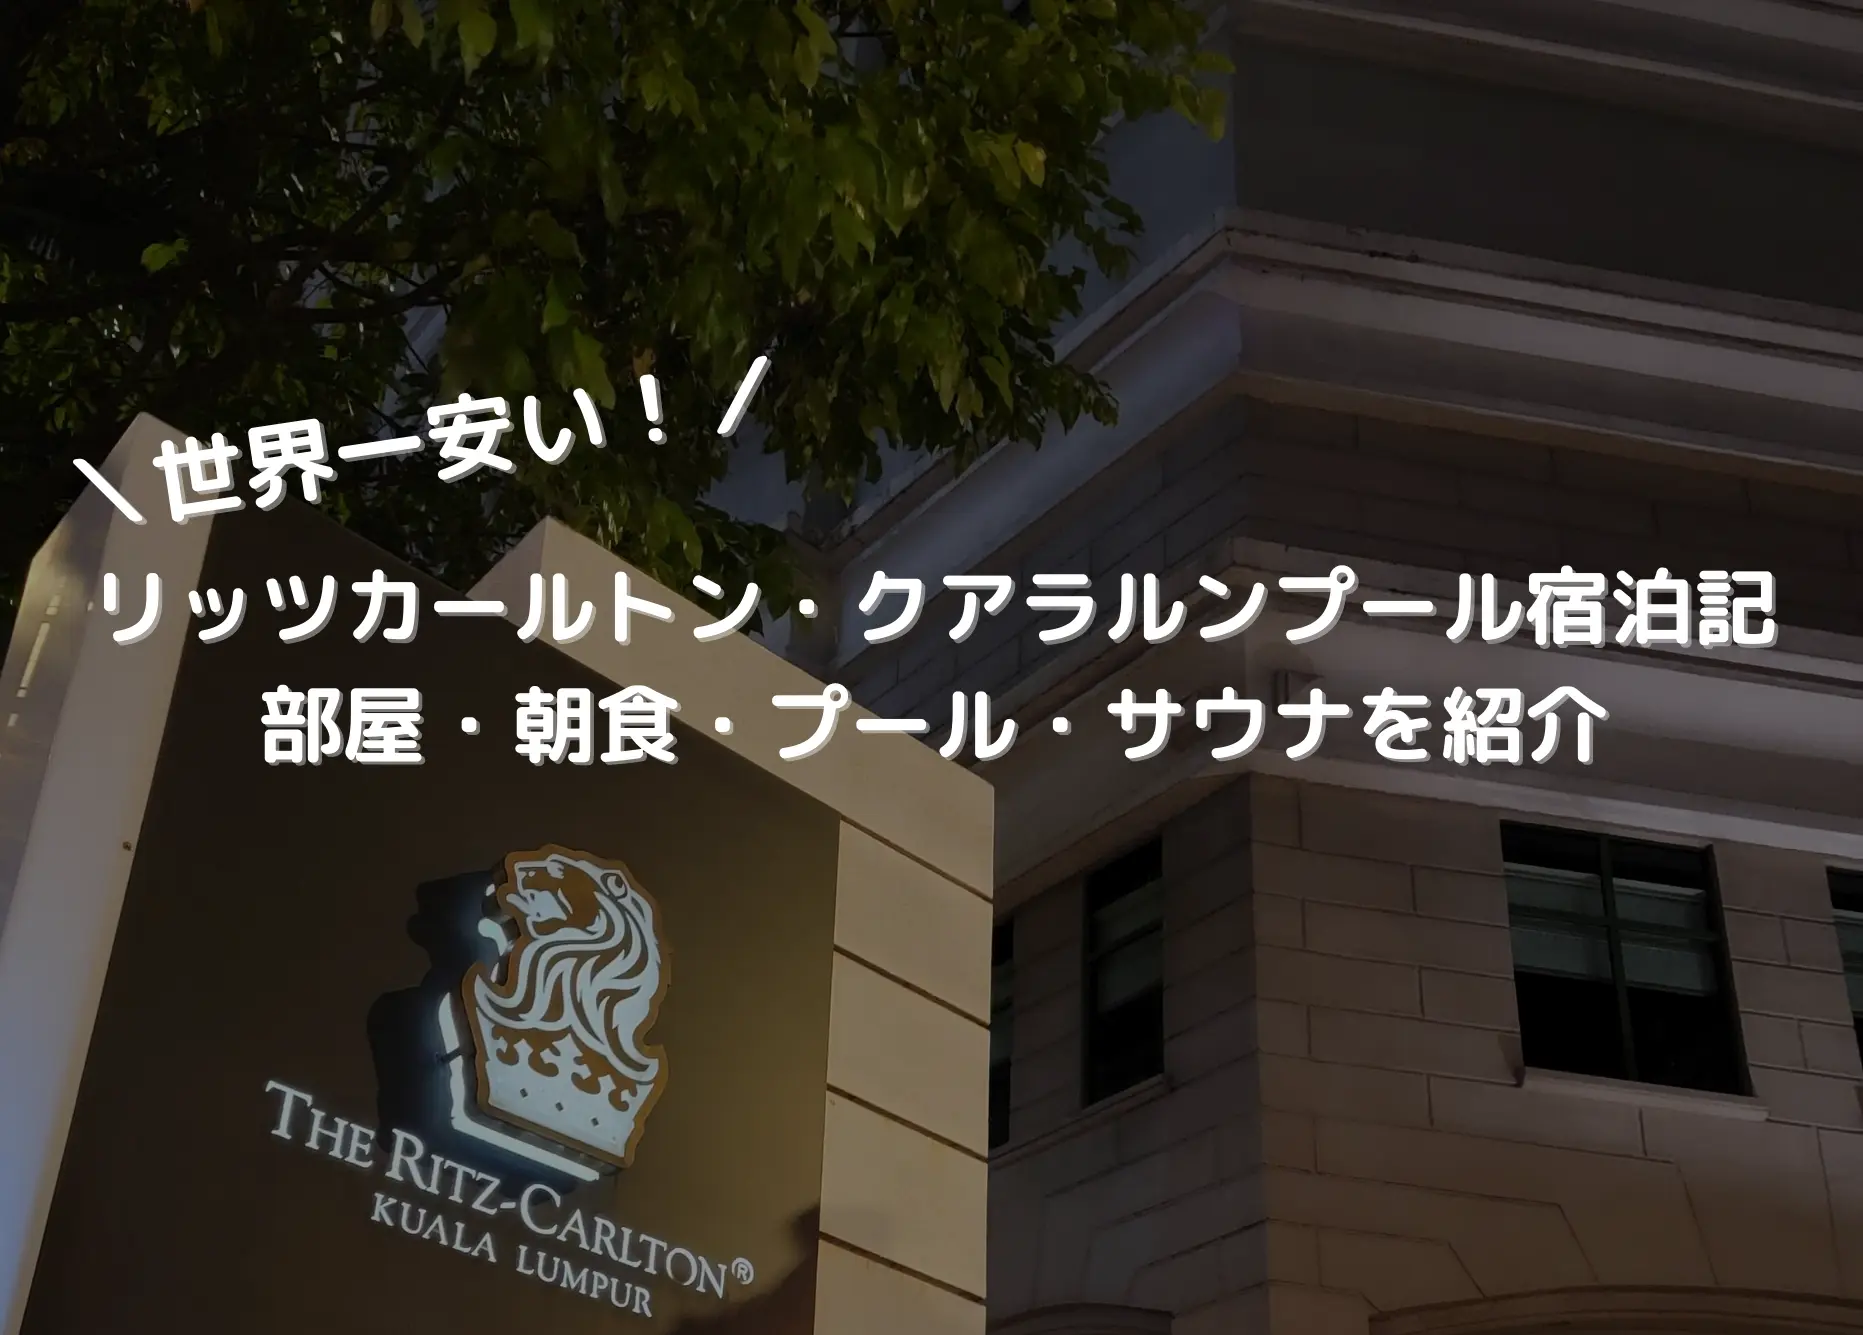 \ 世界一安い！ /
リッツカールトン・クアラルンプール宿泊記
部屋・朝食・プール・サウナを紹介
THE RITZ-CARLTON®
KUALA LUMPUR